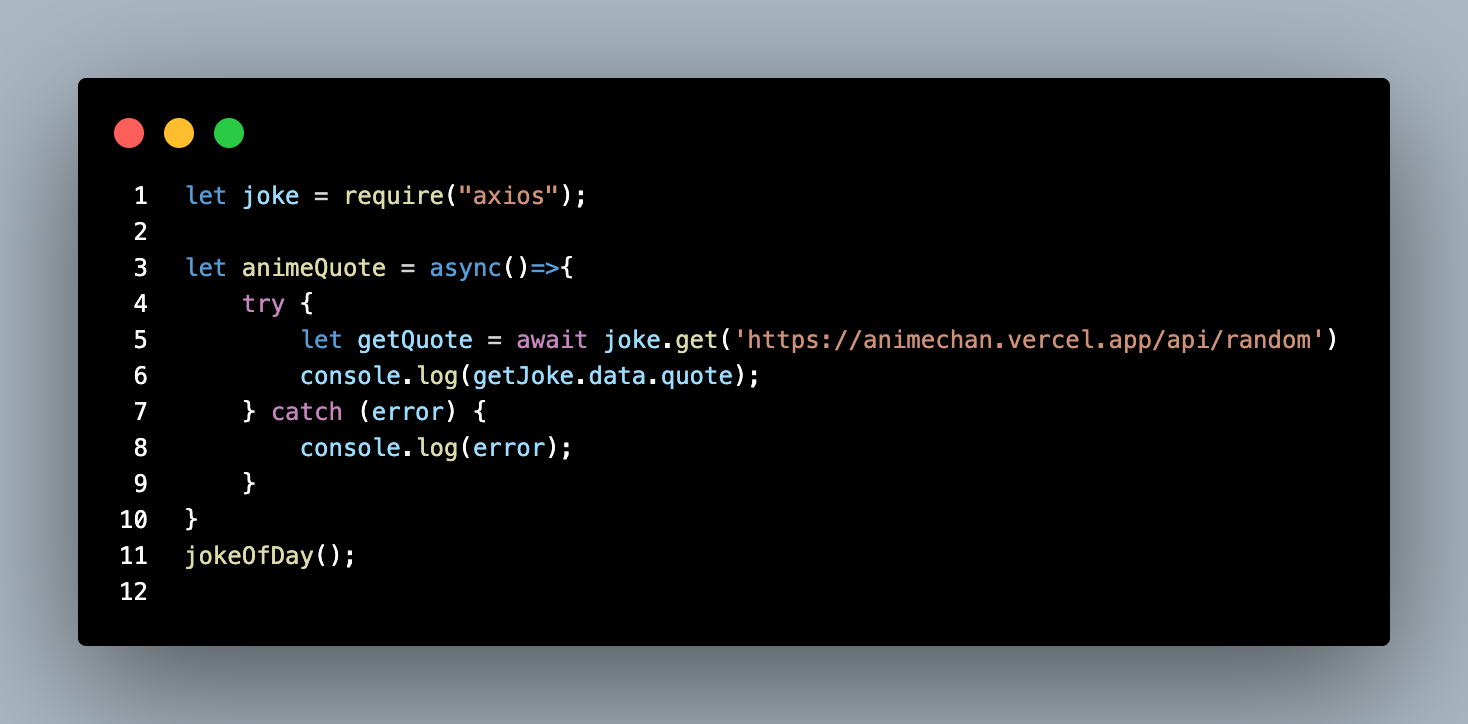 1 let joke = require("axios");
2
3 let animeQuote = async()=>{
4     try {
5         let getQuote = await joke.get('https://animechan.vercel.app/api/random')
6         console.log(getJoke.data.quote);
7     } catch (error) {
8         console.log(error);
9     }
10 }
11 jokeOfDay();
12